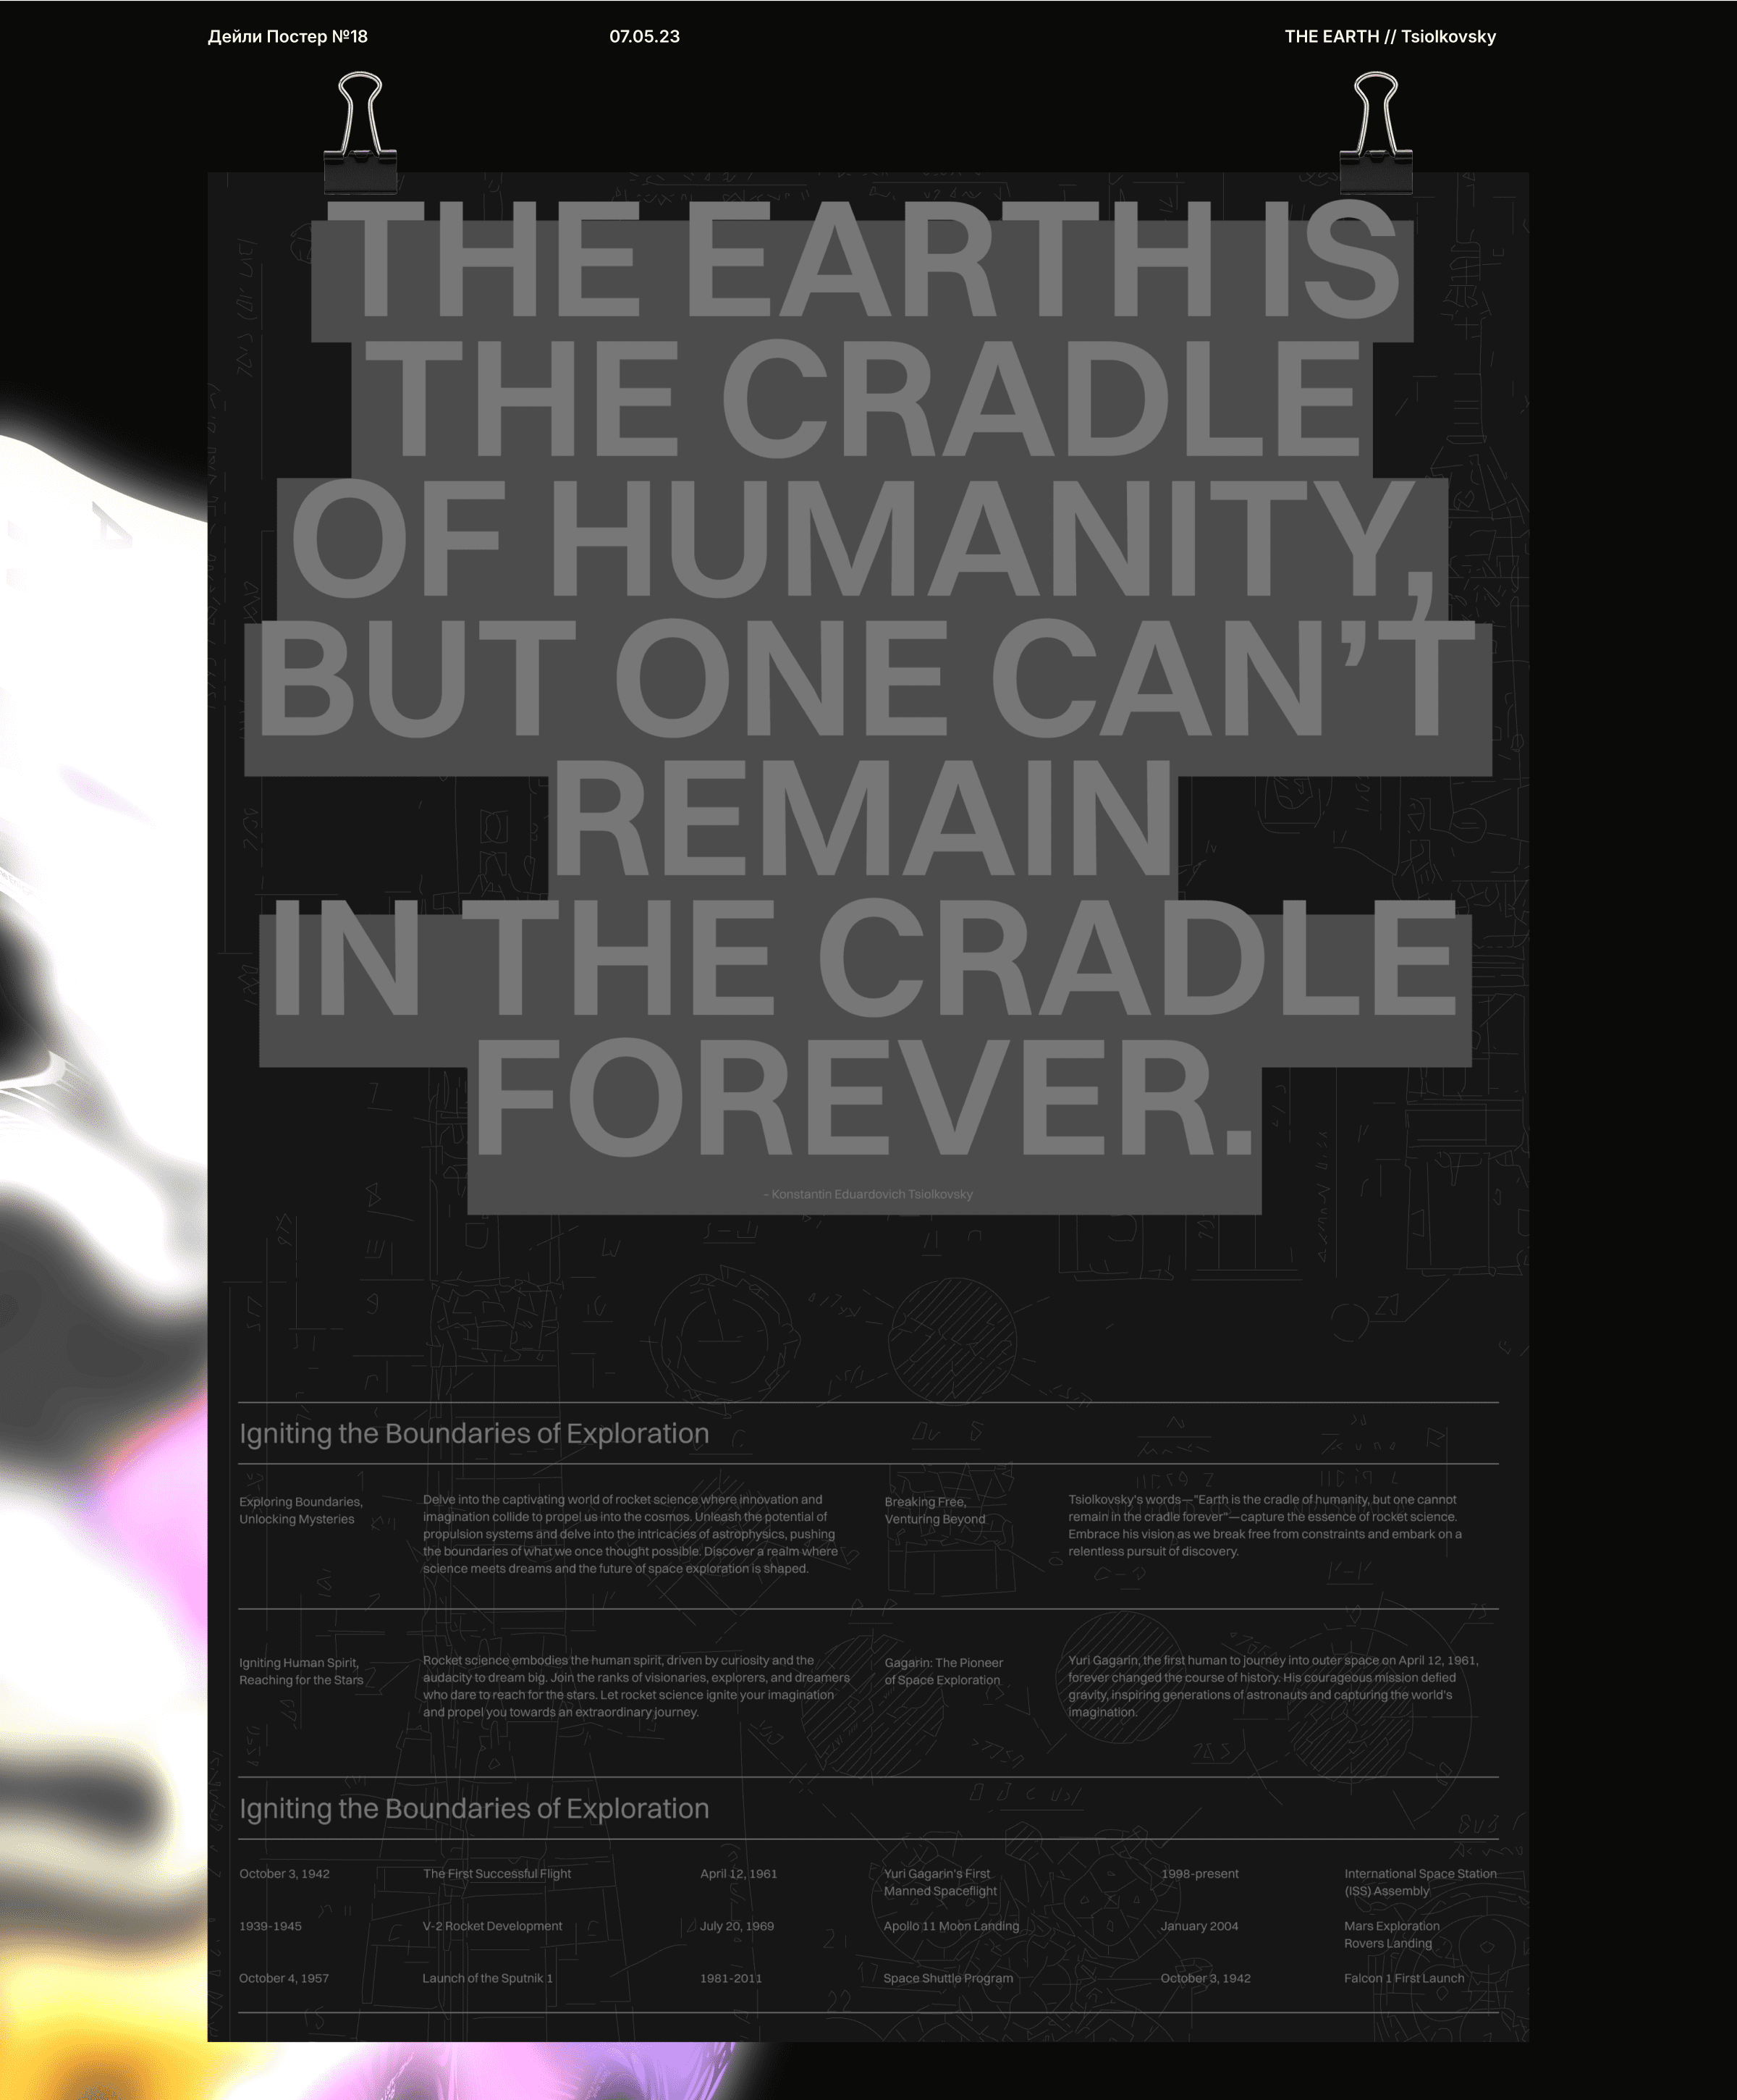 Дейли Постер №18
07.05.23
THE EARTH // Tsiolkovsky
THE EARTH IS
THE CRADLE
OF HUMANITY,
BUT ONE CAN’T
REMAIN
IN THE CRADLE
FOREVER.
– Konstantin Eduardovich Tsiolkovsky
Igniting the Boundaries of Exploration
Exploring Boundaries,
Unlocking Mysteries
Delve into the captivating world of rocket science where innovation and
imagination collide to propel us into the cosmos. Unleash the potential of
propulsion systems and delve into the intricacies of astrophysics, pushing
the boundaries of what we once thought possible. Discover a realm where
science meets dreams and the future of space exploration is shaped.
Breaking Free,
Venturing Beyond
Tsiolkovsky's words—"Earth is the cradle of humanity, but one cannot
remain in the cradle forever"—capture the essence of rocket science.
Embrace his vision as we break free from constraints and embark on a
relentless pursuit of discovery.
Igniting Human Spirit,
Reaching for the Stars
Rocket science embodies the human spirit, driven by curiosity and the
audacity to dream big. Join the ranks of visionaries, explorers, and dreamers
who dare to reach for the stars. Let rocket science ignite your imagination
and propel you towards an extraordinary journey.
Gagarin: The Pioneer
of Space Exploration
Yuri Gagarin, the first human to journey into outer space on April 12, 1961,
forever changed the course of history. His courageous mission defied
gravity, inspiring generations of astronauts and capturing the world's
imagination.
Igniting the Boundaries of Exploration
October 3, 1942
The First Successful Flight
April 12, 1961
Yuri Gagarin's First
Manned Spaceflight
1998-present
International Space Station
(ISS) Assembly
1939-1945
V-2 Rocket Development
July 20, 1969
Apollo 11 Moon Landing
January 2004
Mars Exploration
Rovers Landing
October 4, 1957
Launch of the Sputnik 1
1981-2011
Space Shuttle Program
October 3, 1942
Falcon 1 First Launch